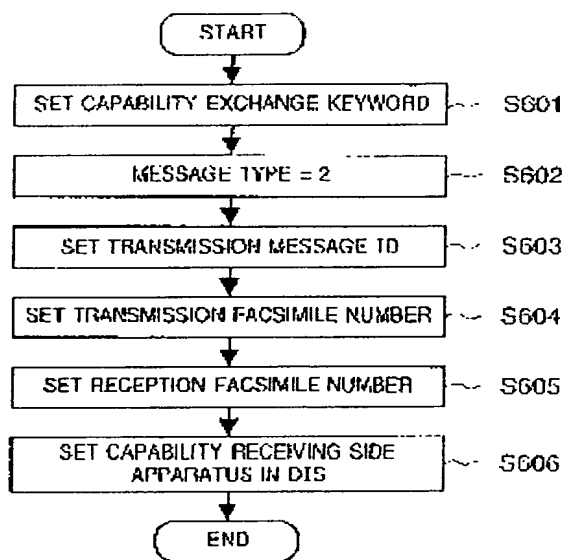 START
SET CAPABILITY EXCHANGE KEYWORD S601
MESSAGE TYPE = 2 S602
SET TRANSMISSION MESSAGE ID S603
SET TRANSMISSION FACSIMILE NUMBER S604
SET RECEPTION FACSIMILE NUMBER S605
SET CAPABILITY RECEIVING SIDE
APPARATUS IN DIS S606
END